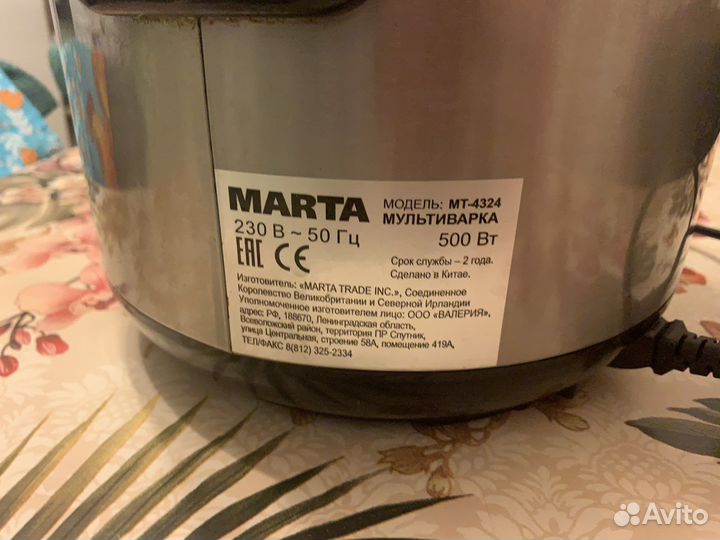 MARTA
МОДЕЛЬ: MT-4324
МУЛЬТИВАРКА
230 В ~ 50 Гц
500 Вт
EAC CE
Срок службы – 2 года.
Сделано в Китае.
Изготовитель: «MARTA TRADE INC.», Соединенное
Королевство Великобритании и Северной Ирландии
Уполномоченное изготовителем лицо: ООО «ВАЛЕРИЯ»,
адрес: РФ, 188670, Ленинградская область,
Всеволожский район, территория ПР Спутник,
улица Центральная, строение 58А, помещение 419А,
ТЕЛ/ФАКС 8(812) 325-2334
Avito